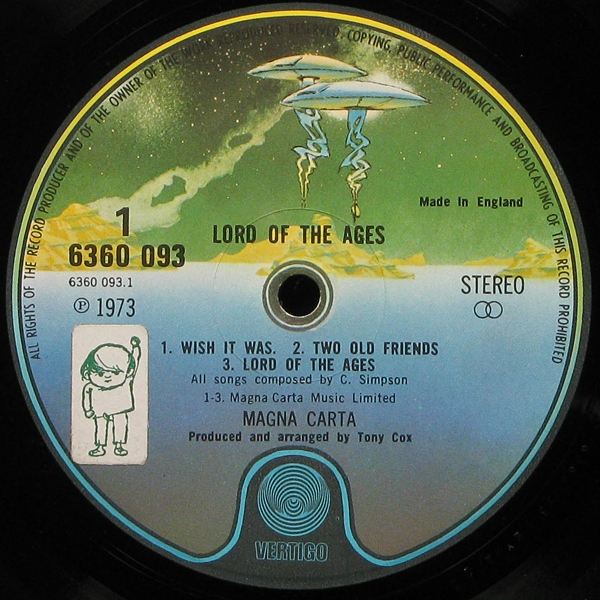 ALL RIGHTS OF THE RECORD PRODUCER AND OF THE OWNER OF THE WORK REPRODUCED RESERVED. COPYING, PUBLIC PERFORMANCE AND BROADCASTING OF THIS RECORD PROHIBITED
Made in England
1
6360 093
LORD OF THE AGES
6360 093.1
STEREO
℗ 1973
1. WISH IT WAS. 2. TWO OLD FRIENDS
3. LORD OF THE AGES
All songs composed by C. Simpson
1-3. Magna Carta Music Limited
MAGNA CARTA
Produced and arranged by Tony Cox
VERTIGO